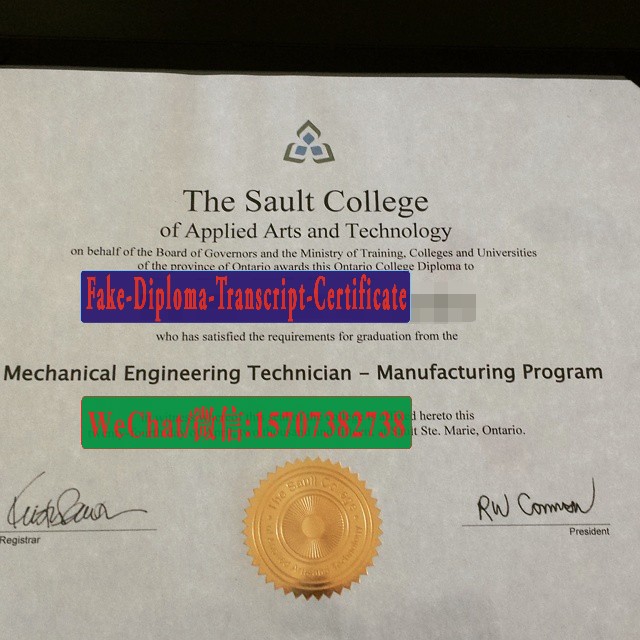 The Sault College
of Applied Arts and Technology
on behalf of the Board of Governors and the Ministry of Training, Colleges and Universities
of the province of Ontario awards this Ontario College Diploma to
Fake-Diploma-Transcript-Certificate
who has satisfied the requirements for graduation from the
Mechanical Engineering Technician – Manufacturing Program
hereto this
WeChat/微信:15707382738
Ste. Marie, Ontario.
The Sault College
RW Common
Registrar
President